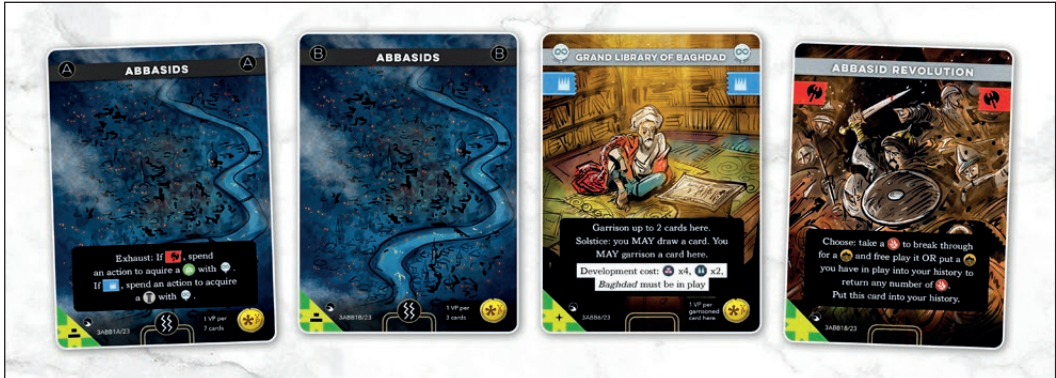 A
ABBASIDS
A
Exhaust: If , spend
an action to aquire a with .
If , spend an action to acquire
a with .
3ABB1A/23
1 VP per
7 cards
B
ABBASIDS
B
3ABB1B/23
1 VP per
3 cards
GRAND LIBRARY OF BAGHDAD
Garrison up to 2 cards here.
Solstice: you MAY draw a card. You
MAY garrison a card here.
Development cost: x4, x2,
Baghdad must be in play
3ABB6/23
1 VP per
garrisoned
card here
ABBASID REVOLUTION
Choose: take a to break through
for a and free play it OR put a
you have in play into your history to
return any number of .
Put this card into your history.
3ABB18/23